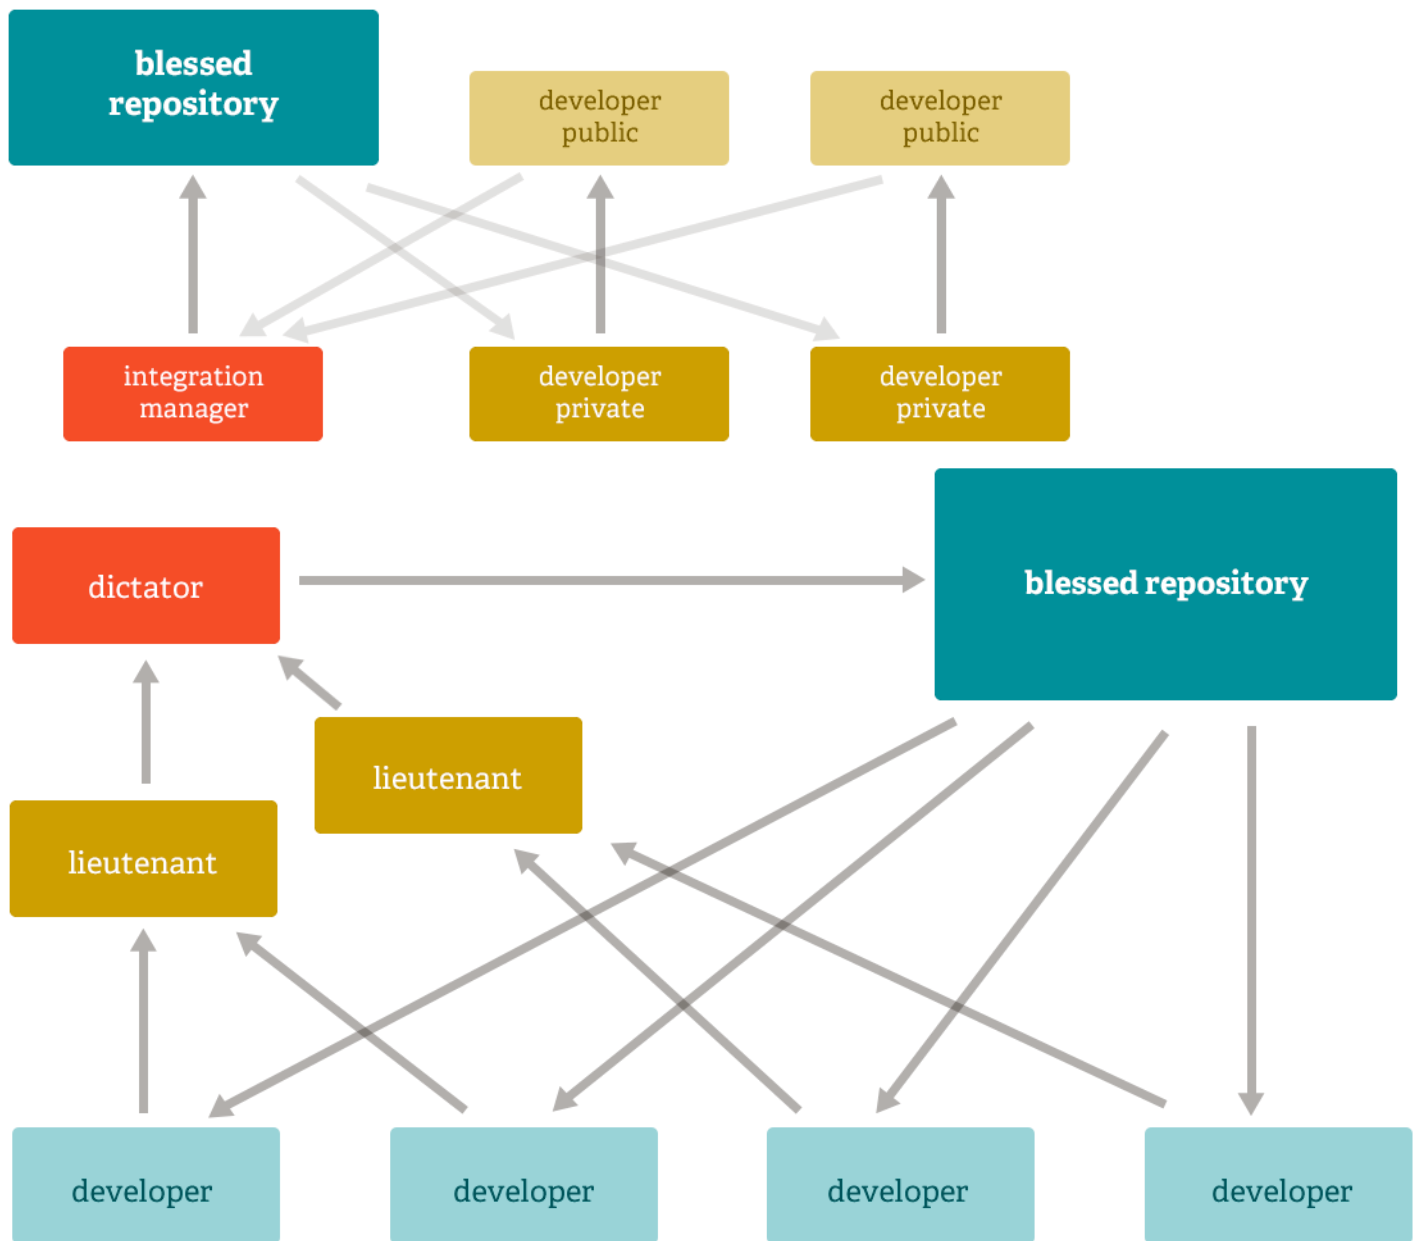 blessed
repository
developer
public
developer
public
integration
manager
developer
private
developer
private
dictator
blessed repository
lieutenant
lieutenant
developer
developer
developer
developer